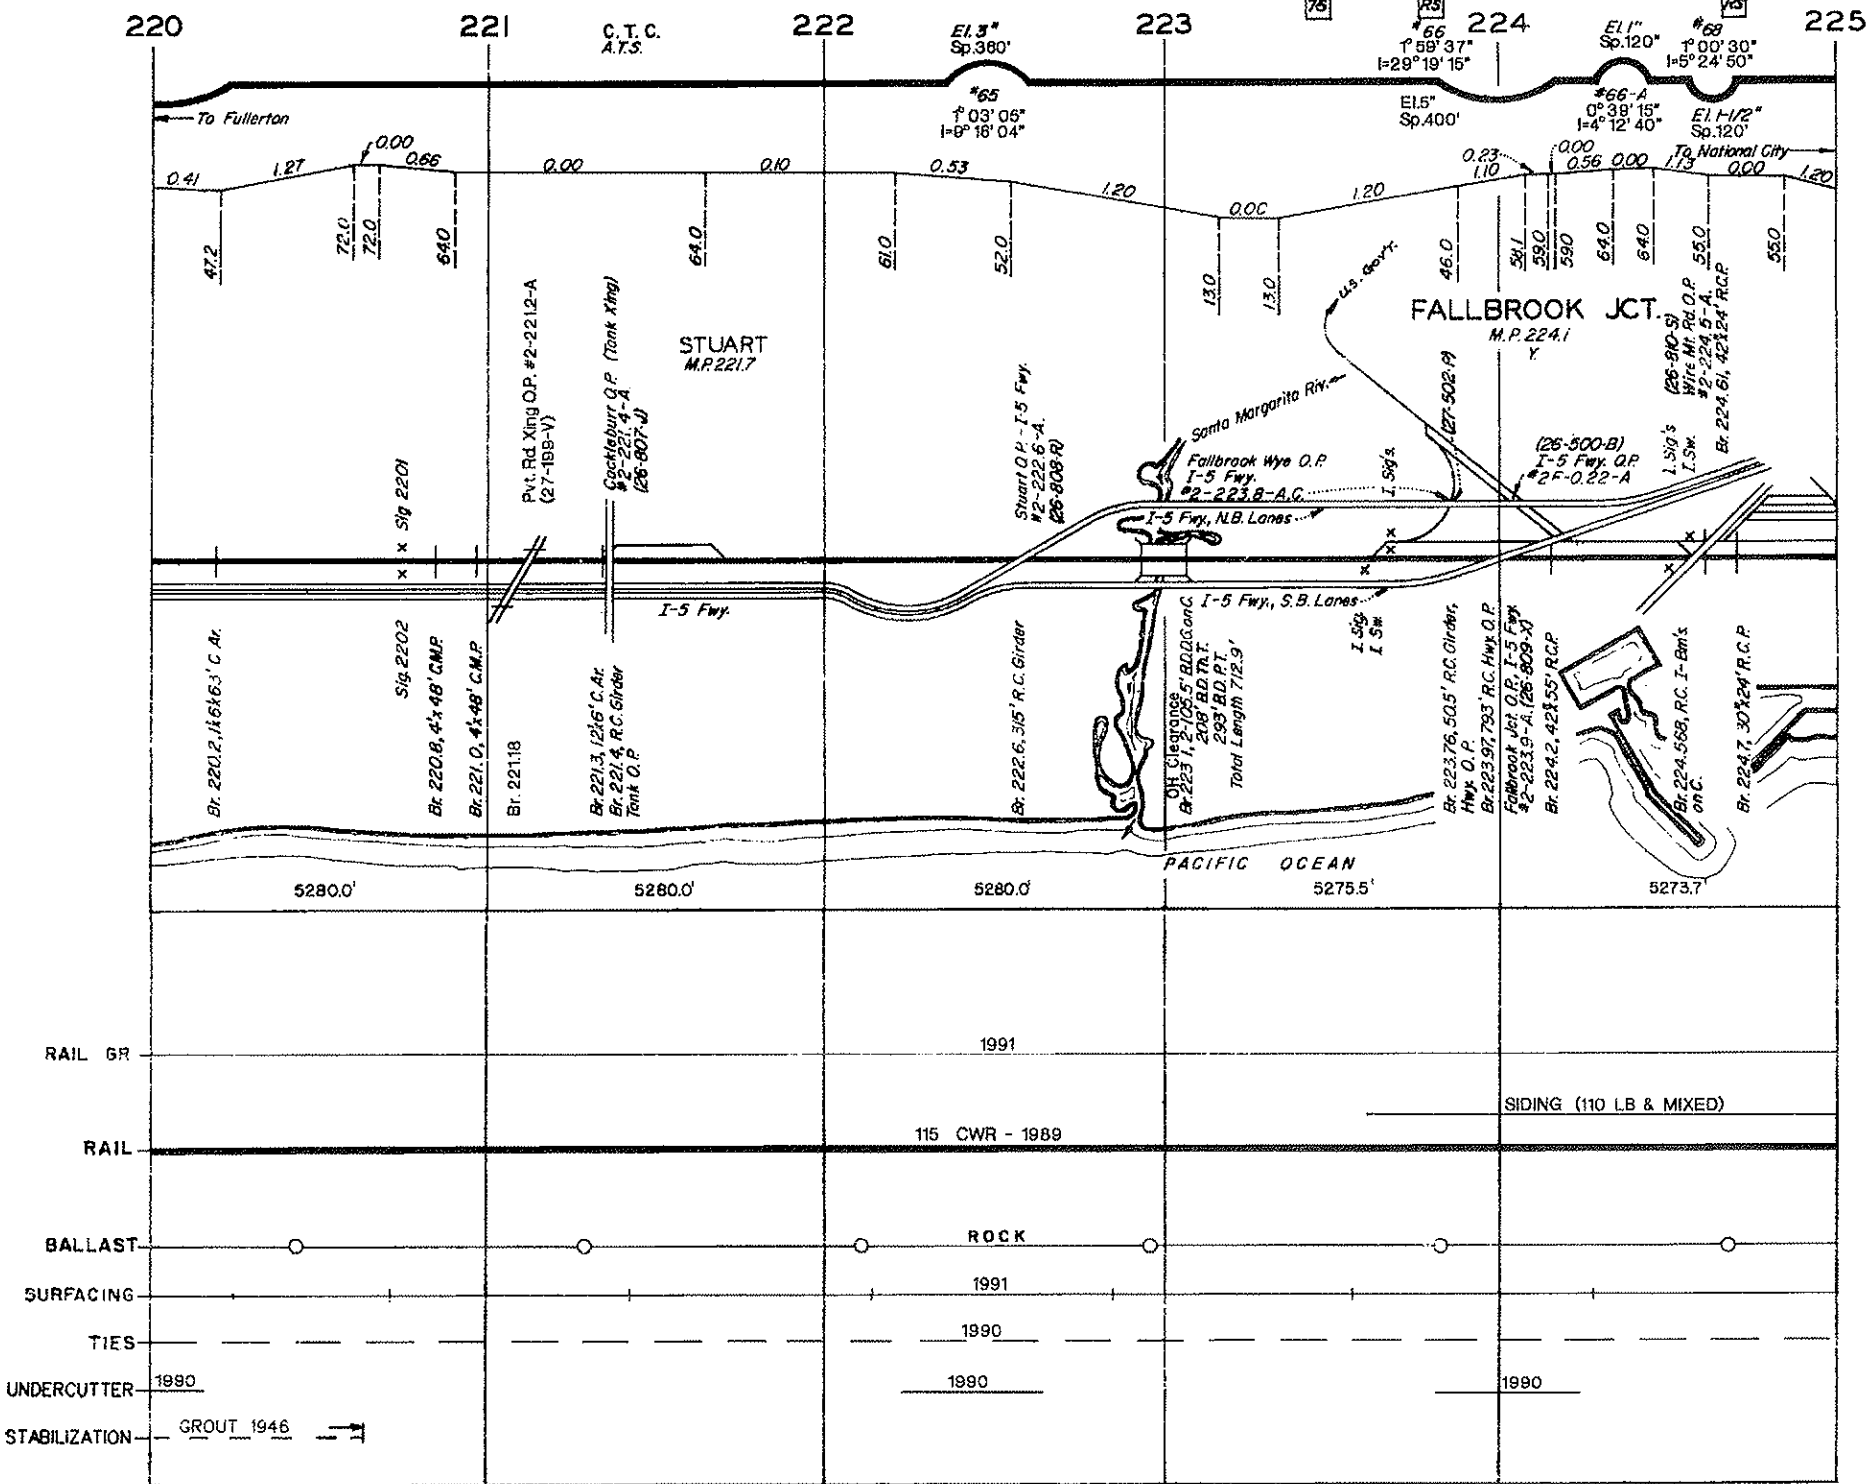 220 221 222 223 224 225
C. T. C.
A.T.S.
El. 3"
Sp.360'
#65
1° 03' 06"
I=9° 18' 04"
76
RS
RS
#66
1° 59' 37"
I=29° 19' 15"
El.5"
Sp.400'
El.1"
Sp.120"
#66-A
0° 39' 15"
I=4° 12' 40"
#68
1° 00' 30"
I=5° 24' 50"
El. 1-1/2"
Sp.120'
To Fullerton
To National City
0.41 1.27 0.00 0.66 0.00 0.10 0.53 1.20 0.0C 1.20 1.10 0.23 0.00 0.56 0.00 1.13 0.00 1.20
47.2 72.0 72.0 64.0 64.0 61.0 52.0 13.0 13.0 46.0 58.1 59.0 59.0 64.0 64.0 55.0 55.0
Pvt. Rd. Xing O.P. #2-221.2-A
(27-199-V)
Cockleburr O.P. (Tank Xing)
#2-221.4-A
(26-807-J)
STUART
M.P. 221.7
Stuart O.P. - I-5 Fwy.
#2-222.6-A.
(26-808-R)
U.S. Gov't.
Santa Margarita Riv.
FALLBROOK JCT.
M.P. 224.1
Y.
(27-502-P)
Fallbrook Wye O.P.
I-5 Fwy.
#2-223.8-A.C.
I-5 Fwy., N.B. Lanes
I. Sig's.
(26-500-B)
I-5 Fwy. O.P.
#2F-0.22-A
(26-810-S)
Wire Mt. Rd. O.P.
#2-224.5-A.
Br. 224.61, 42"x24' R.C.P.
I. Sig's
I. Sw.
x Sig 2201
x
Sig.2202
I-5 Fwy.
I-5 Fwy., S.B. Lanes
I. Sig.
I. Sw.
Br. 220.2, 1'x6'x63' C Ar.
Br. 220.8, 4'x 48' C.M.P.
Br. 221.0, 4'x48' C.M.P.
Br. 221.18
Br. 221.3, 12'x6' C. Ar.
Br. 221.4, R.C. Girder
Tank O.P.
Br. 222.6, 315' R.C. Girder
OH Clearance
Br. 223.1, 2-105.5' B.D.G. on C.
208' B.D. Th.T.
293' B.D. P.T.
Total Length 712.9'
Br. 223.76, 50.5' R.C. Girder,
Hwy. O.P.
Br. 223.97, 793' R.C. Hwy. O.P.
Fallbrook Jct. O.P., I-5 Fwy.
#2-223.9-A. (26-809-X)
Br. 224.2, 42"x55' R.C.P.
Br. 224.568, R.C. I-Bm's
on C.
Br. 224.7, 30"x24' R.C.P.
PACIFIC OCEAN
5280.0' 5280.0' 5280.0' 5275.5' 5273.7'
RAIL GR 1991
SIDING (110 LB & MIXED)
RAIL 115 CWR - 1989
BALLAST ROCK
SURFACING 1991
TIES 1990
UNDERCUTTER 1990 1990 1990
STABILIZATION GROUT 1946